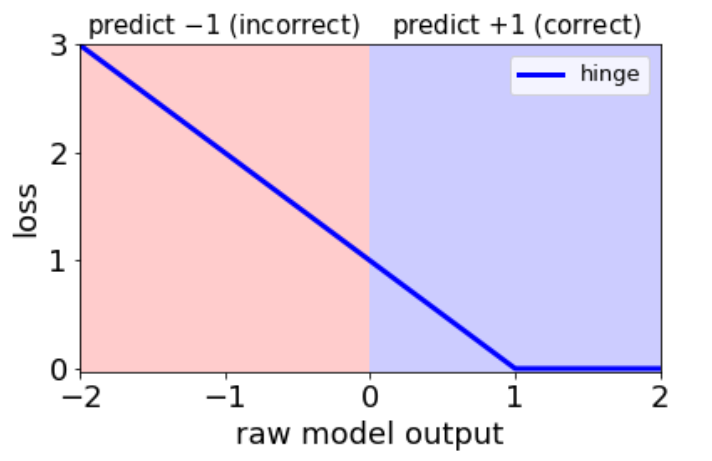 predict −1 (incorrect) predict +1 (correct)
hinge
3
2
1
0
loss
−2 −1 0 1 2
raw model output